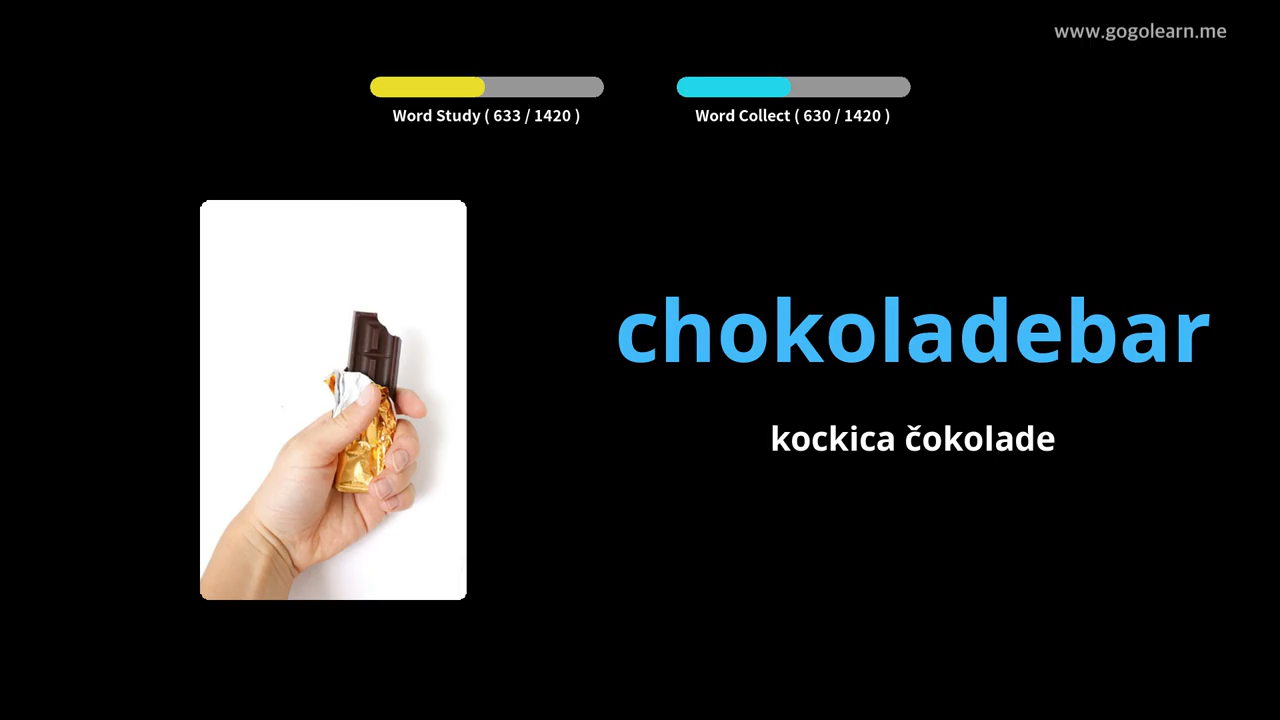 www.gogolearn.me
Word Study ( 633 / 1420 )
Word Collect ( 630 / 1420 )
chokoladebar
kockica čokolade